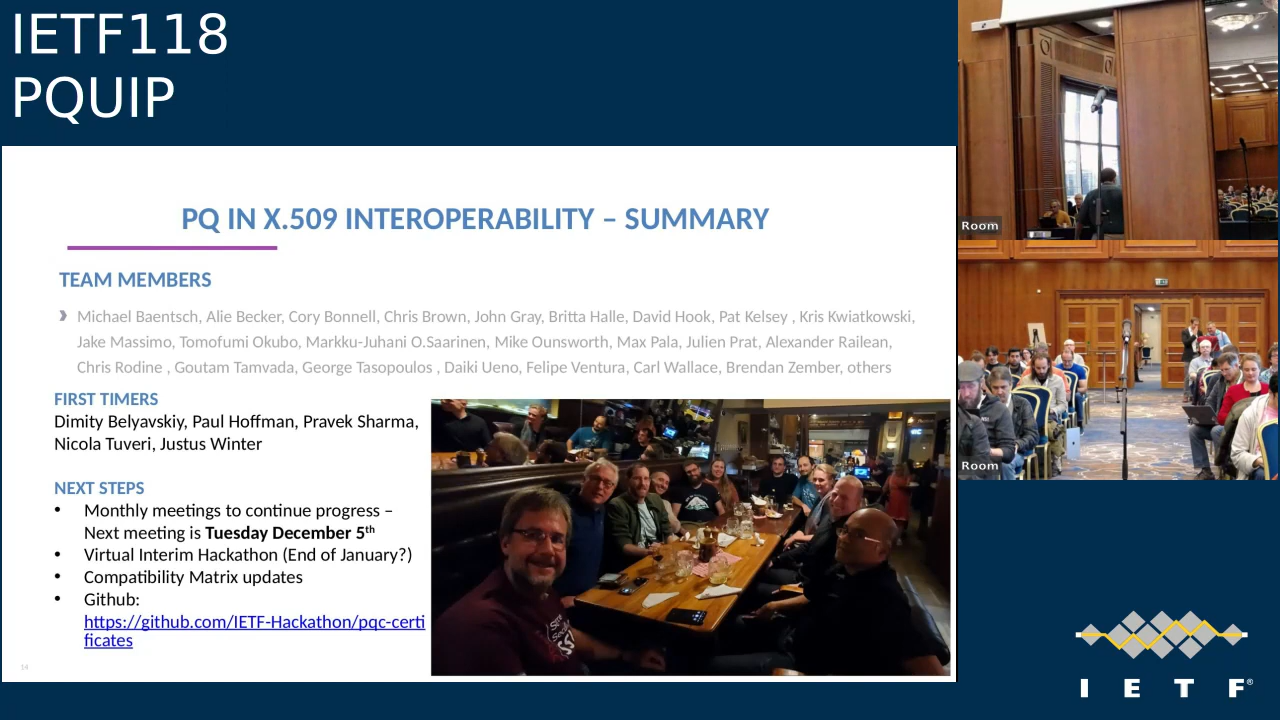 IETF118
PQUIP
PQ IN X.509 INTEROPERABILITY – SUMMARY
TEAM MEMBERS
Michael Baentsch, Alie Becker, Cory Bonnell, Chris Brown, John Gray, Britta Halle, David Hook, Pat Kelsey , Kris Kwiatkowski,
Jake Massimo, Tomofumi Okubo, Markku-Juhani O.Saarinen, Mike Ounsworth, Max Pala, Julien Prat, Alexander Railean,
Chris Rodine , Goutam Tamvada, George Tasopoulos , Daiki Ueno, Felipe Ventura, Carl Wallace, Brendan Zember, others
FIRST TIMERS
Dimity Belyavskiy, Paul Hoffman, Pravek Sharma,
Nicola Tuveri, Justus Winter
NEXT STEPS
• Monthly meetings to continue progress –
Next meeting is Tuesday December 5th
• Virtual Interim Hackathon (End of January?)
• Compatibility Matrix updates
• Github:
https://github.com/IETF-Hackathon/pqc-certi
ficates
14
Room
Room
I E T F®